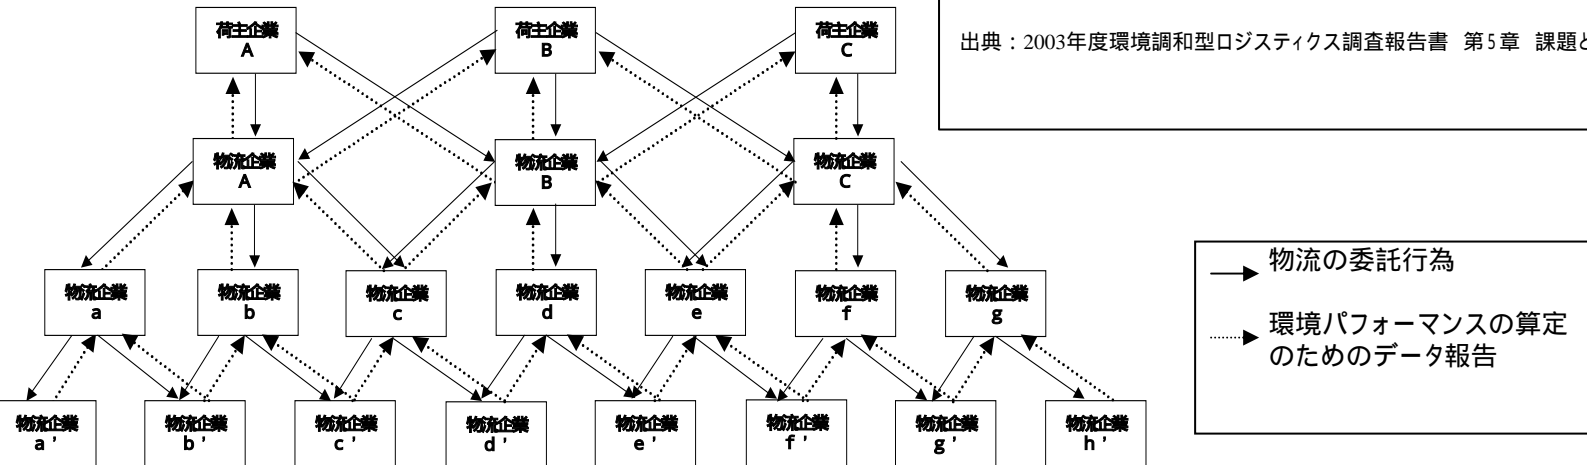 荷主企業
A
荷主企業
B
荷主企業
C
出典：2003年度環境調和型ロジスティクス調査報告書 第5章 課題と
物流企業
A
物流企業
B
物流企業
C
物流の委託行為
環境パフォーマンスの算定
のためのデータ報告
物流企業
a
物流企業
b
物流企業
c
物流企業
d
物流企業
e
物流企業
f
物流企業
g
物流企業
a'
物流企業
b'
物流企業
c'
物流企業
d'
物流企業
e'
物流企業
f'
物流企業
g'
物流企業
h'